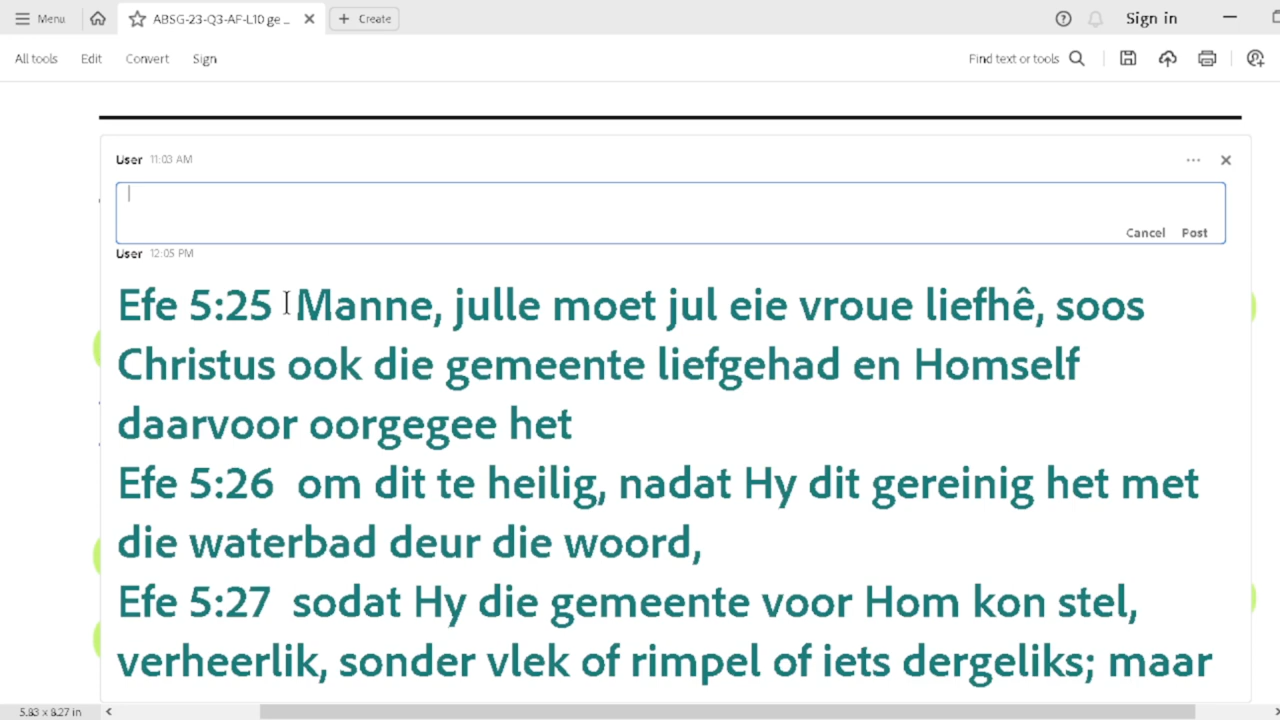 Menu
ABSG-23-Q3-AF-L10 ge ...
Create
Sign in
All tools
Edit
Convert
Sign
Find text or tools
User 11:03 AM
Cancel
Post
User 12:05 PM
Efe 5:25 Manne, julle moet jul eie vroue liefhê, soos
Christus ook die gemeente liefgehad en Homself
daarvoor oorgegee het
Efe 5:26 om dit te heilig, nadat Hy dit gereinig het met
die waterbad deur die woord,
Efe 5:27 sodat Hy die gemeente voor Hom kon stel,
verheerlik, sonder vlek of rimpel of iets dergeliks; maar
5.83 x 8.27 in